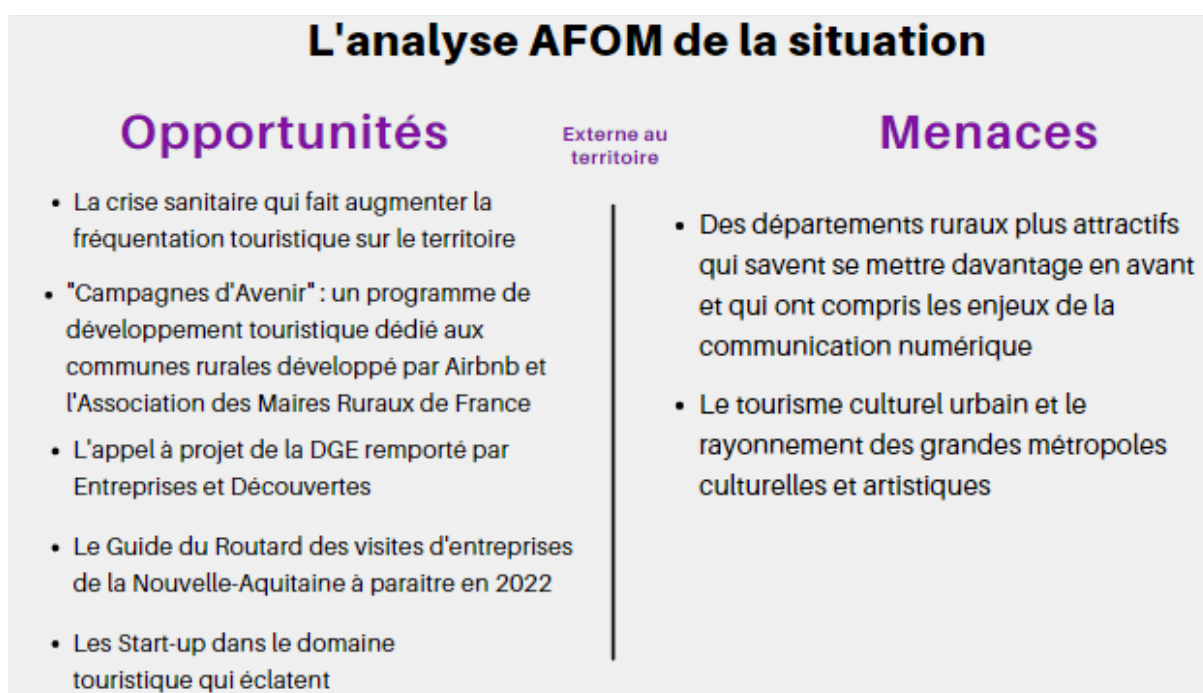 L'analyse AFOM de la situation
Opportunités
Externe au
territoire
Menaces
• La crise sanitaire qui fait augmenter la
fréquentation touristique sur le territoire
• "Campagnes d'Avenir" : un programme de
développement touristique dédié aux
communes rurales développé par Airbnb et
l'Association des Maires Ruraux de France
• L'appel à projet de la DGE remporté par
Entreprises et Découvertes
• Le Guide du Routard des visites d'entreprises
de la Nouvelle-Aquitaine à paraitre en 2022
• Les Start-up dans le domaine
touristique qui éclatent
• Des départements ruraux plus attractifs
qui savent se mettre davantage en avant
et qui ont compris les enjeux de la
communication numérique
• Le tourisme culturel urbain et le
rayonnement des grandes métropoles
culturelles et artistiques